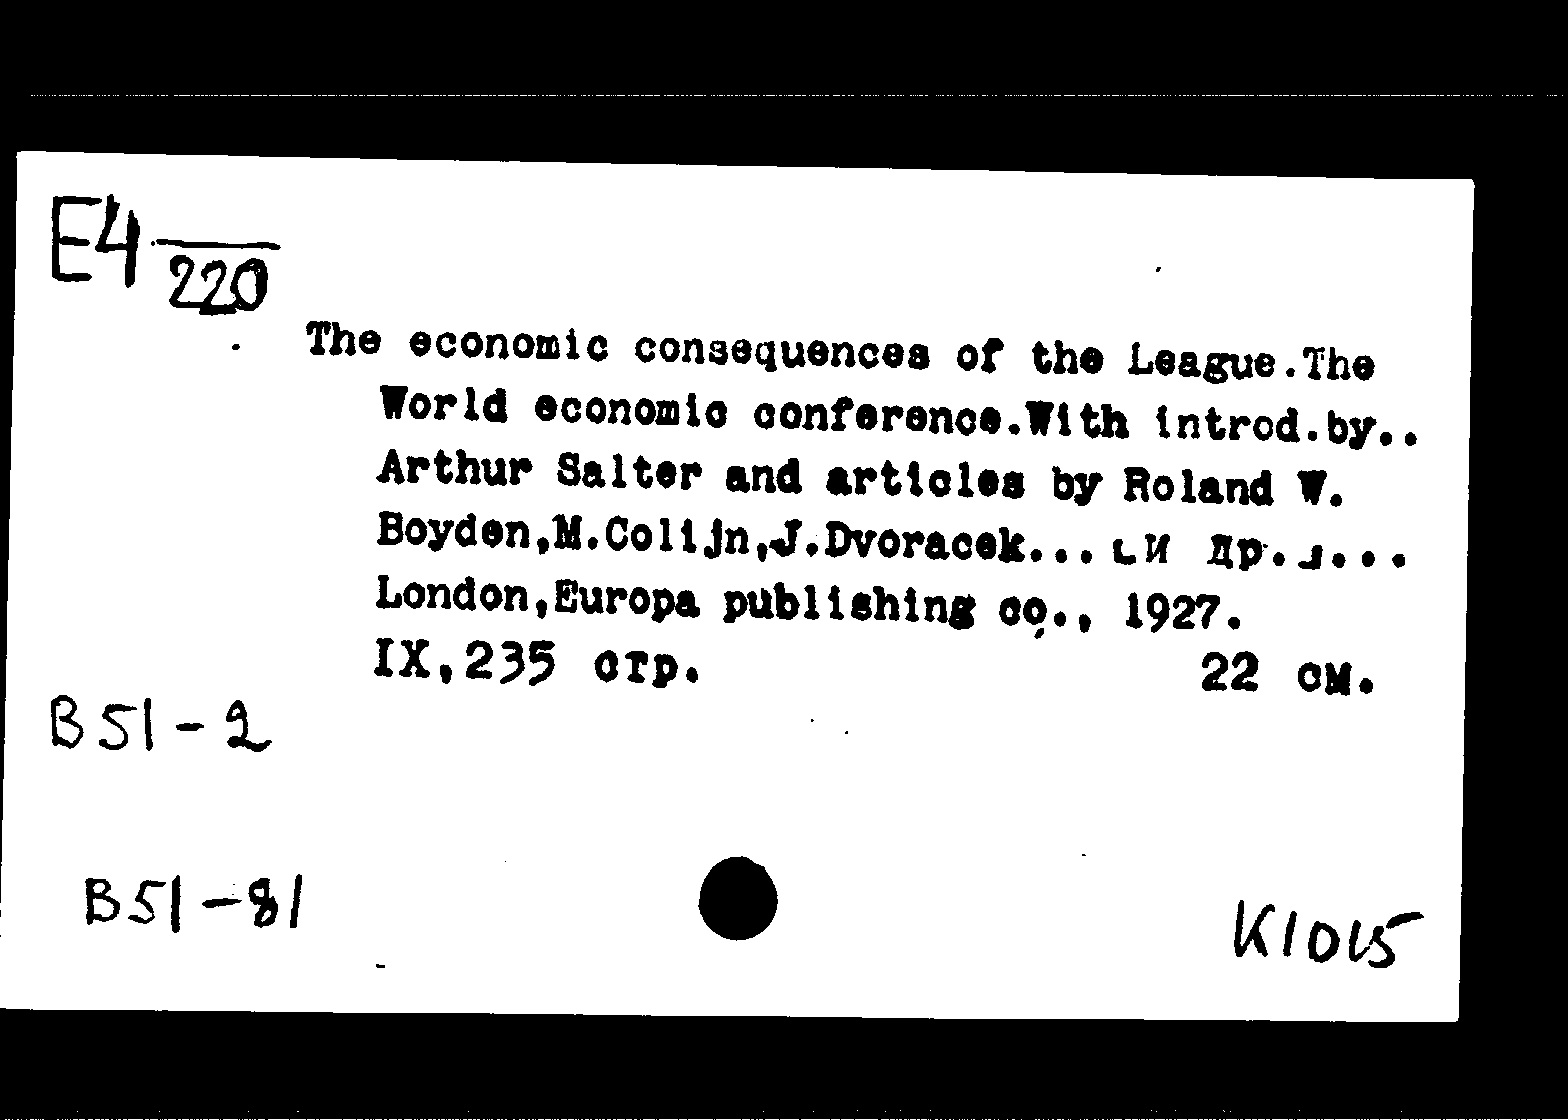 E4
220
The economic consequences of the League.The
World economic conference.With introd.by..
Arthur Salter and articles by Roland W.
Boyden,M.Colijn,J.Dvoracek... [и др.]...
London,Europa publishing co., 1927.
IX,235 стр. 22 см.
B51-2
B51-81
K1015